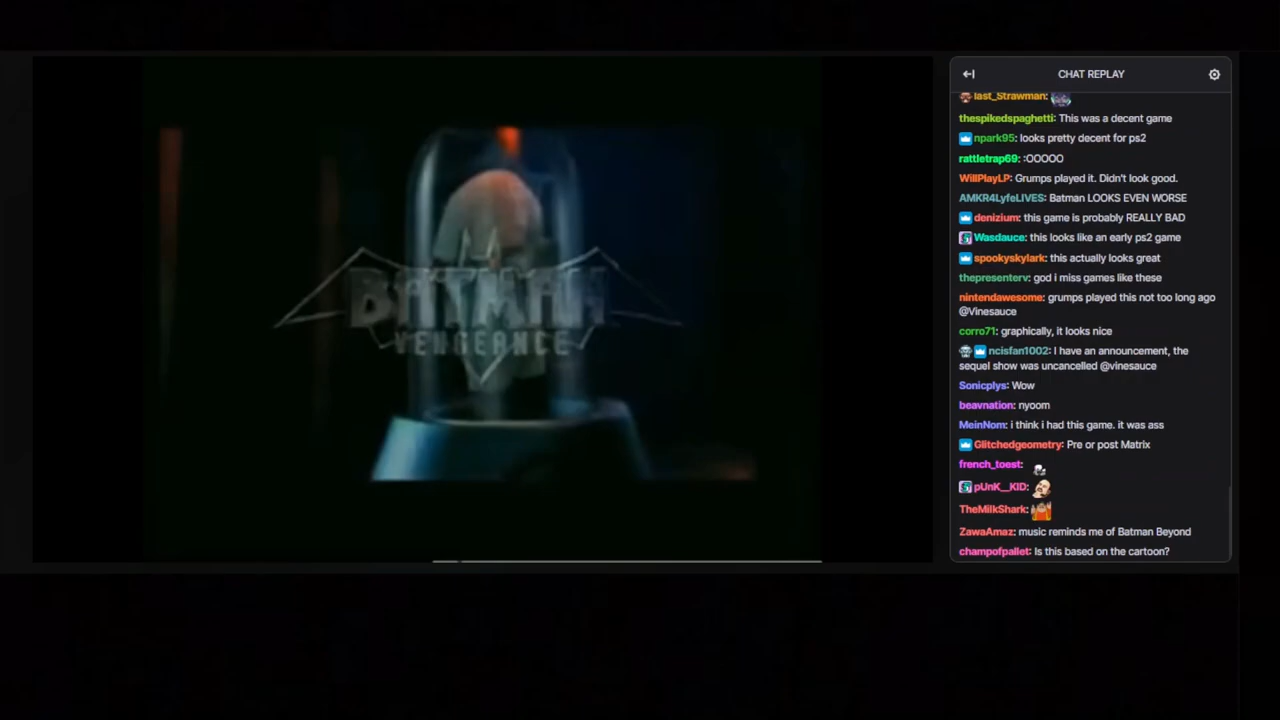 BATMAN
VENGEANCE
CHAT REPLAY
last_Strawman:
thespikedspaghetti: This was a decent game
npark95: looks pretty decent for ps2
rattletrap69: :OOOOO
WillPlayLP: Grumps played it. Didn't look good.
AMKR4LyfeLIVES: Batman LOOKS EVEN WORSE
denizium: this game is probably REALLY BAD
Wasdauce: this looks like an early ps2 game
spookyskylark: this actually looks great
thepresenterv: god i miss games like these
nintendawesome: grumps played this not too long ago
@Vinesauce
corro71: graphically, it looks nice
ncisfan1002: I have an announcement, the
sequel show was uncancelled @vinesauce
Sonicplys: Wow
beavnation: nyoom
MeinNom: i think i had this game. it was ass
Glitchedgeometry: Pre or post Matrix
french_toest:
pUnK__KID:
TheMilkShark:
ZawaAmaz: music reminds me of Batman Beyond
champofpallet: Is this based on the cartoon?